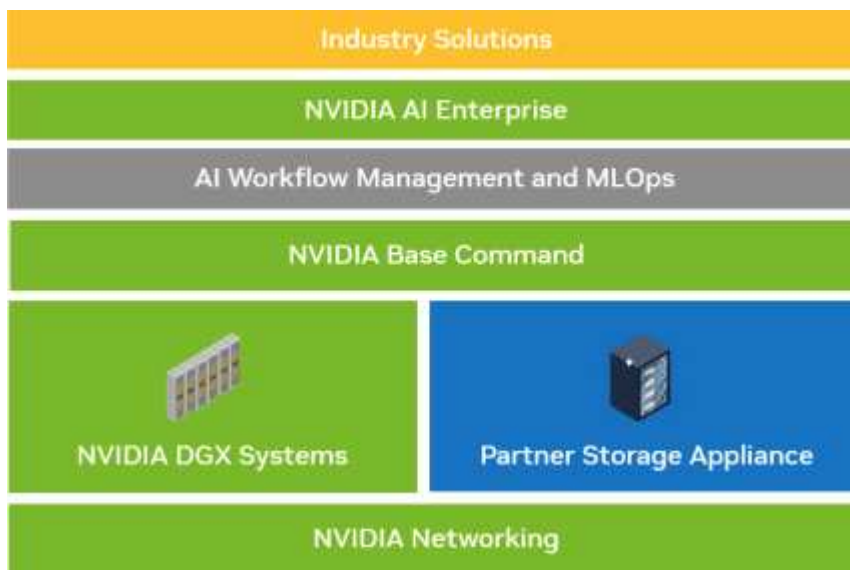 Industry Solutions
NVIDIA AI Enterprise
AI Workflow Management and MLOps
NVIDIA Base Command
NVIDIA DGX Systems
Partner Storage Appliance
NVIDIA Networking